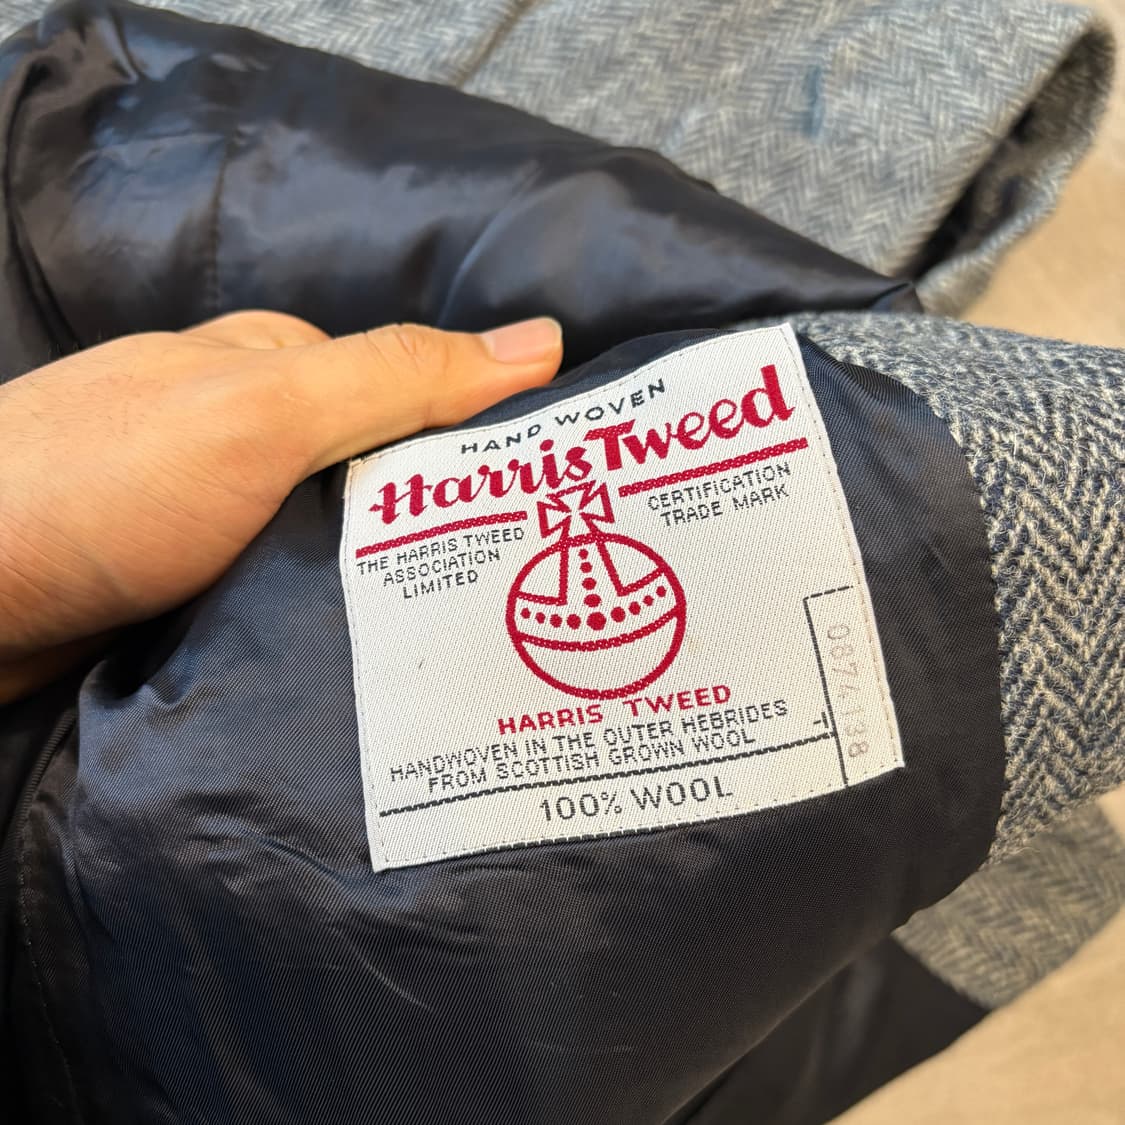 HAND WOVEN
Harris Tweed
THE HARRIS TWEED
ASSOCIATION
LIMITED
CERTIFICATION
TRADE MARK
HARRIS TWEED
HANDWOVEN IN THE OUTER HEBRIDES
FROM SCOTTISH GROWN WOOL
100% WOOL
0874138